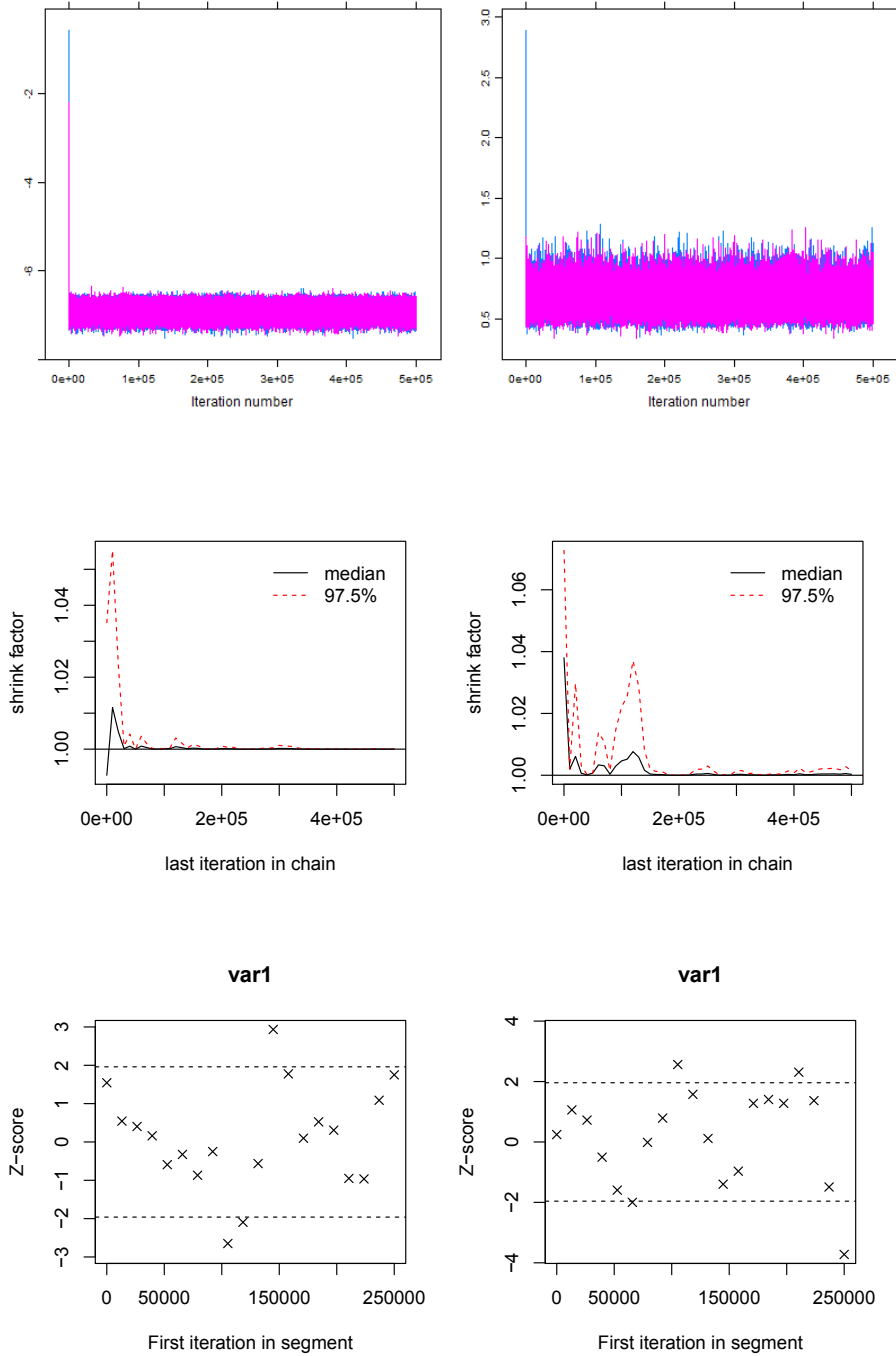 -2
-4
-6
0e+00 1e+05 2e+05 3e+05 4e+05 5e+05
Iteration number
3.0
2.5
2.0
1.5
1.0
0.5
0e+00 1e+05 2e+05 3e+05 4e+05 5e+05
Iteration number
median
97.5%
shrink factor
1.04
1.02
1.00
0e+00 2e+05 4e+05
last iteration in chain
median
97.5%
shrink factor
1.06
1.04
1.02
1.00
0e+00 2e+05 4e+05
last iteration in chain
var1
Z−score
3
2
1
0
−1
−2
−3
0 50000 150000 250000
First iteration in segment
var1
Z−score
4
2
0
−2
−4
0 50000 150000 250000
First iteration in segment